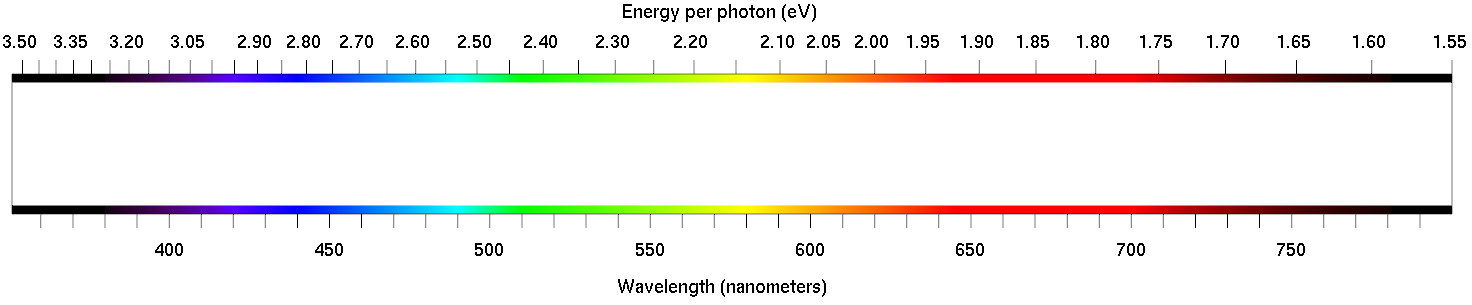 Energy per photon (eV)
3.50 3.35 3.20 3.05 2.90 2.80 2.70 2.60 2.50 2.40 2.30 2.20 2.10 2.05 2.00 1.95 1.90 1.85 1.80 1.75 1.70 1.65 1.60 1.55
400 450 500 550 600 650 700 750
Wavelength (nanometers)